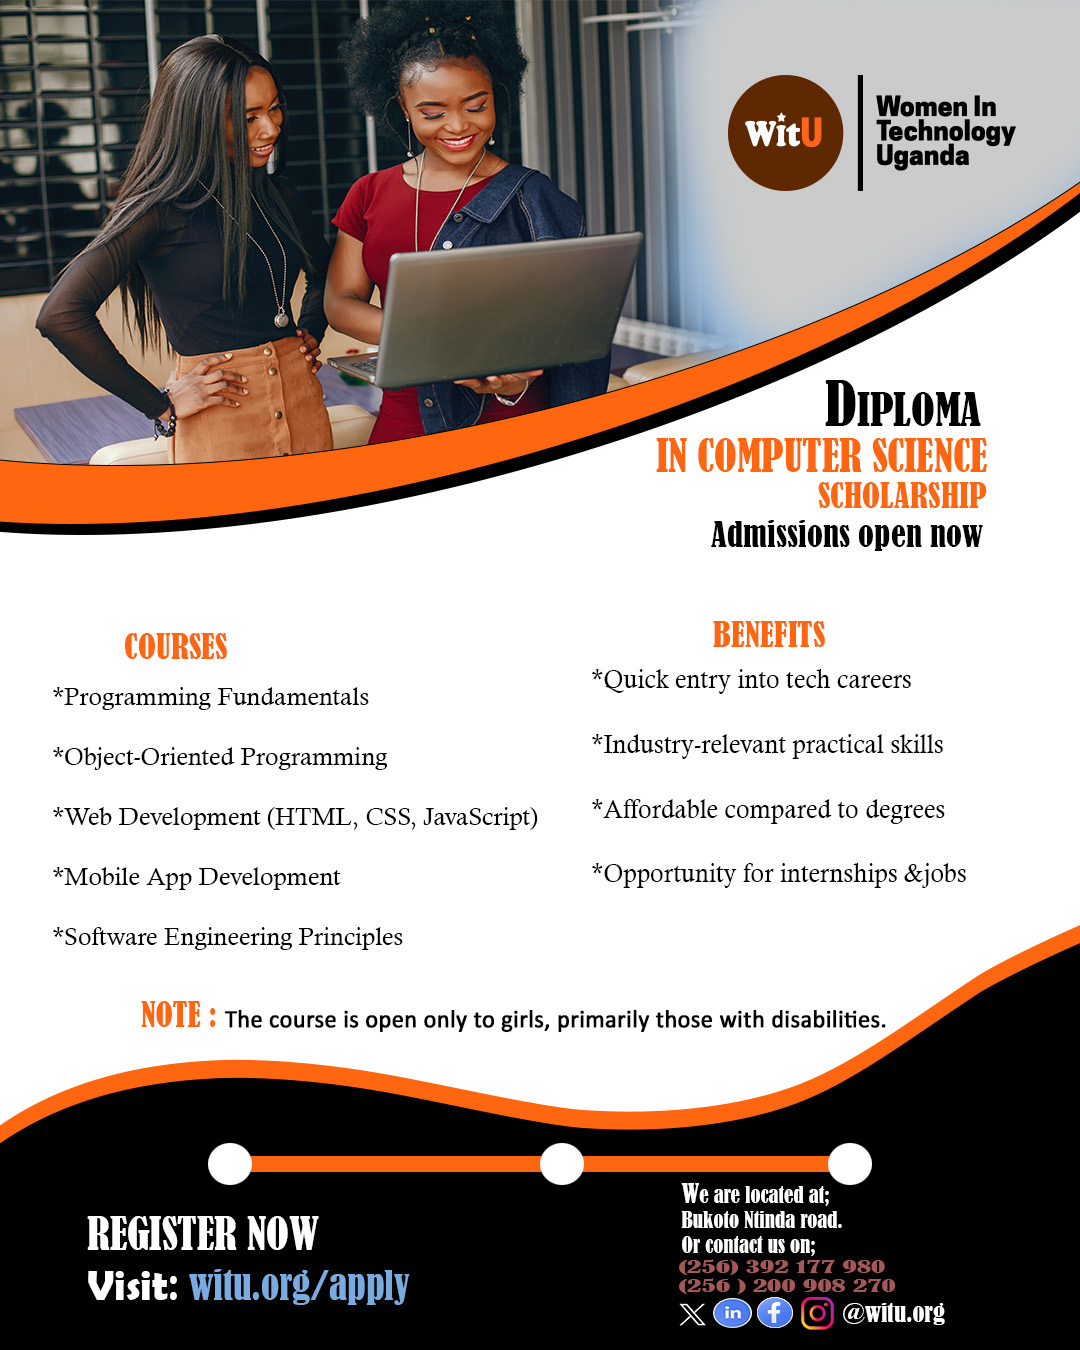 WitU
Women In
Technology
Uganda
DIPLOMA
IN COMPUTER SCIENCE
SCHOLARSHIP
Admissions open now
COURSES
*Programming Fundamentals
*Object-Oriented Programming
*Web Development (HTML, CSS, JavaScript)
*Mobile App Development
*Software Engineering Principles
BENEFITS
*Quick entry into tech careers
*Industry-relevant practical skills
*Affordable compared to degrees
*Opportunity for internships &jobs
NOTE : The course is open only to girls, primarily those with disabilities.
REGISTER NOW
Visit: witu.org/apply
We are located at;
Bukoto Ntinda road.
Or contact us on;
(256) 392 177 980
(256 ) 200 908 270
@witu.org